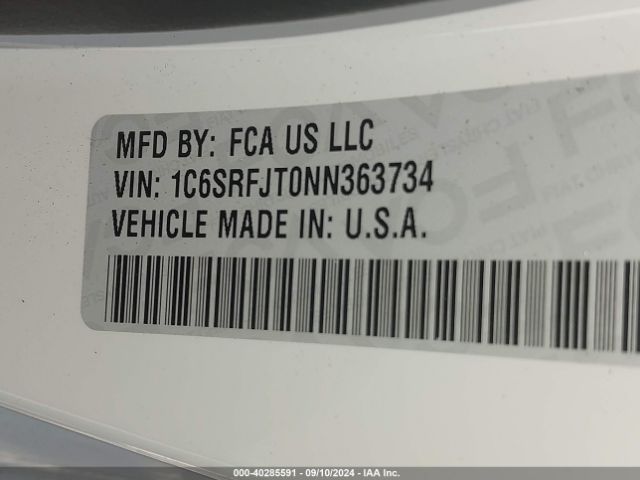 MFD BY: FCA US LLC
VIN: 1C6SRFJT0NN363734
VEHICLE MADE IN: U.S.A.
000-40285591 - 09/10/2024 - IAA Inc.